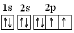 1s 2s 2p
↑↓ ↑↓ ↑↓ ↑ ↑